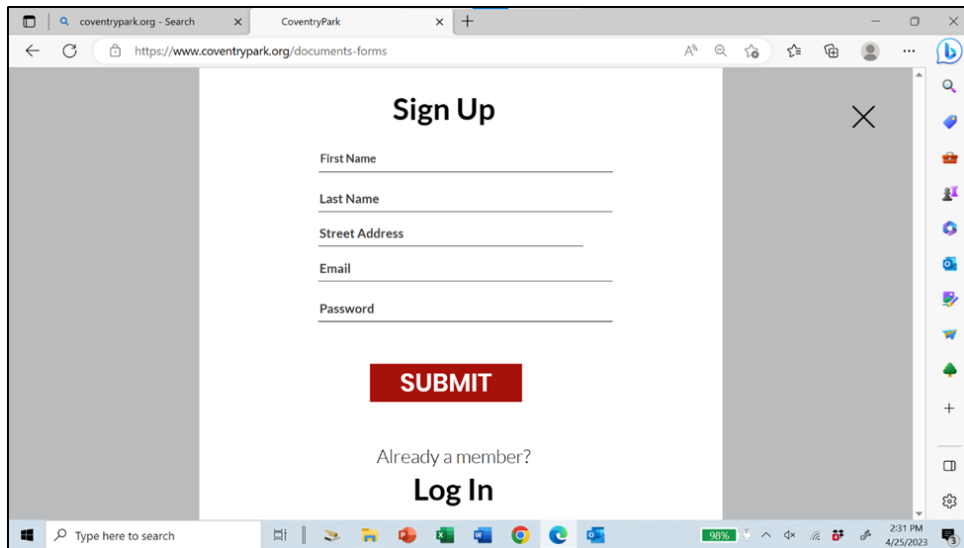 coventrypark.org - Search
CoventryPark
https://www.coventrypark.org/documents-forms
Sign Up
First Name
Last Name
Street Address
Email
Password
SUBMIT
Already a member?
Log In
Type here to search
98%
2:31 PM
4/25/2023
3